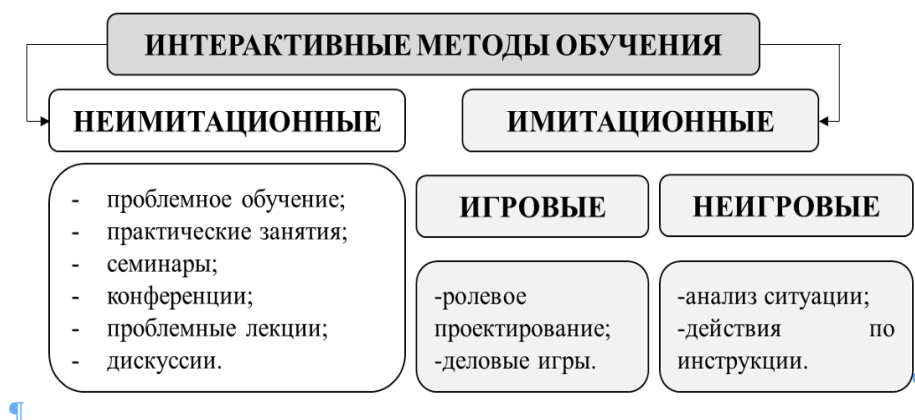 ИНТЕРАКТИВНЫЕ МЕТОДЫ ОБУЧЕНИЯ
НЕИМИТАЦИОННЫЕ
ИМИТАЦИОННЫЕ
- проблемное обучение;
- практические занятия;
- семинары;
- конференции;
- проблемные лекции;
- дискуссии.
ИГРОВЫЕ
НЕИГРОВЫЕ
-ролевое
проектирование;
-деловые игры.
-анализ ситуации;
-действия по
инструкции.
¶